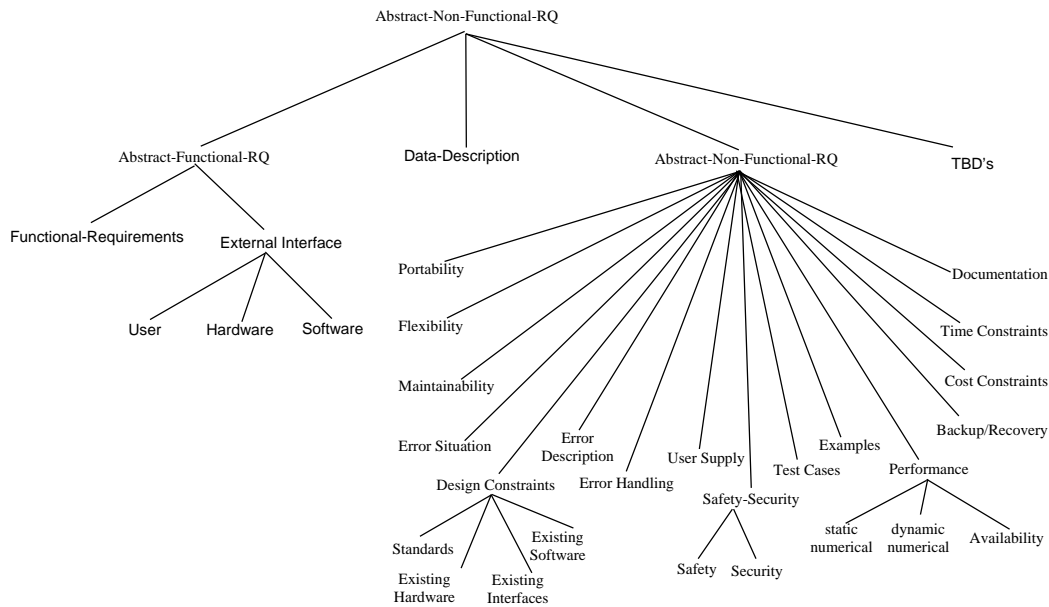 Abstract-Non-Functional-RQ
Abstract-Functional-RQ
Data-Description
Abstract-Non-Functional-RQ
TBD's
Functional-Requirements
External Interface
User
Hardware
Software
Portability
Flexibility
Maintainability
Error Situation
Design Constraints
Standards
Existing
Hardware
Existing
Interfaces
Existing
Software
Error
Description
Error Handling
User Supply
Safety-Security
Safety
Security
Test Cases
Examples
Performance
static
numerical
dynamic
numerical
Availability
Backup/Recovery
Cost Constraints
Time Constraints
Documentation